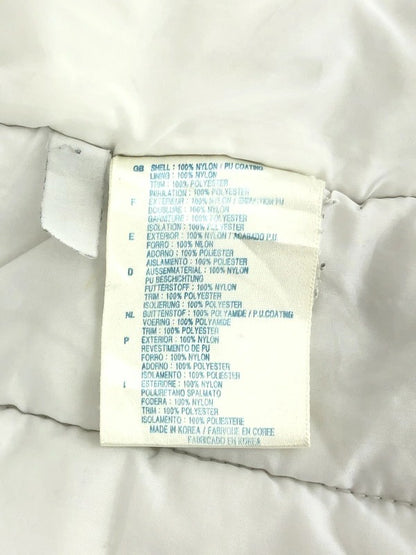 GB SHELL : 100% NYLON / PU COATING
LINING : 100% NYLON
TRIM : 100% POLYESTER
INSULATION : 100% POLYESTER
F EXTERIEUR : 100% NYLON / ENDUCTION PU
DOUBLURE : 100% NYLON
GARNITURE : 100% POLYESTER
ISOLATION : 100% POLYESTER
E EXTERIOR : 100% NYLON / ACABADO P.U.
FORRO : 100% NILON
ADORNO : 100% POLIESTER
AISLAMIENTO : 100% POLIESTER
D AUSSENMATERIAL : 100% NYLON
PU BESCHICHTUNG
FUTTERSTOFF : 100% NYLON
TRIM : 100% POLYESTER
ISOLIERUNG : 100% POLYESTER
NL BUITTENSTOF : 100% POLYAMIDE / P.U.COATING
VOERING : 100% POLYAMIDE
TRIM : 100% POLYESTER
P EXTERIOR : 100% NYLON
REVESTIMENTO DE PU
FORRO : 100% NYLON
ADORNO : 100% POLYESTER
ISOLAMENTO : 100% POLYESTER
I ESTERIORE : 100% NYLON
POLIURETANO SPALMATO
FODERA : 100% NYLON
TRIM : 100% POLYESTER
ISOLAMENTO : 100% POLIESTERE
MADE IN KOREA / FABRIQUE EN COREE
FABRICADO EN KOREA